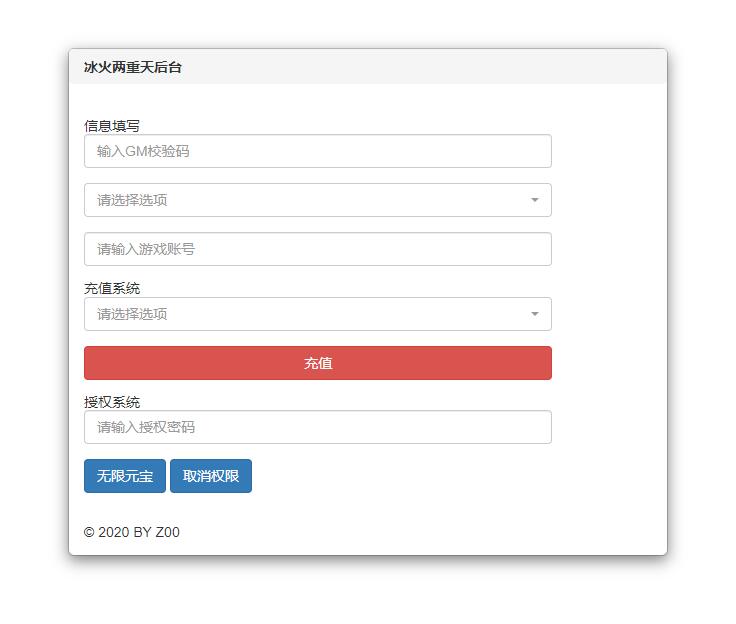 冰火两重天后台
信息填写
输入GM校验码
请选择选项
请输入游戏账号
充值系统
请选择选项
充值
授权系统
请输入授权密码
无限元宝 取消权限
© 2020 BY Z00